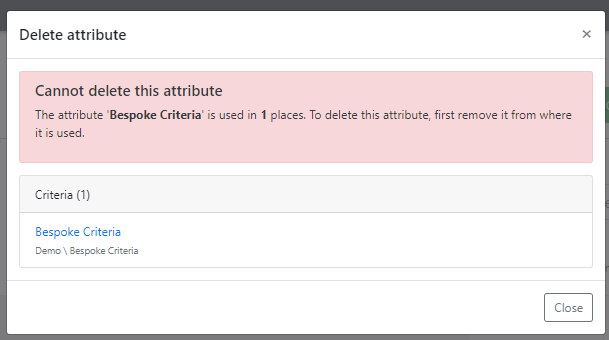 Delete attribute
×
Cannot delete this attribute
The attribute 'Bespoke Criteria' is used in 1 places. To delete this attribute, first remove it from where
it is used.
Criteria (1)
Bespoke Criteria
Demo \ Bespoke Criteria
Close